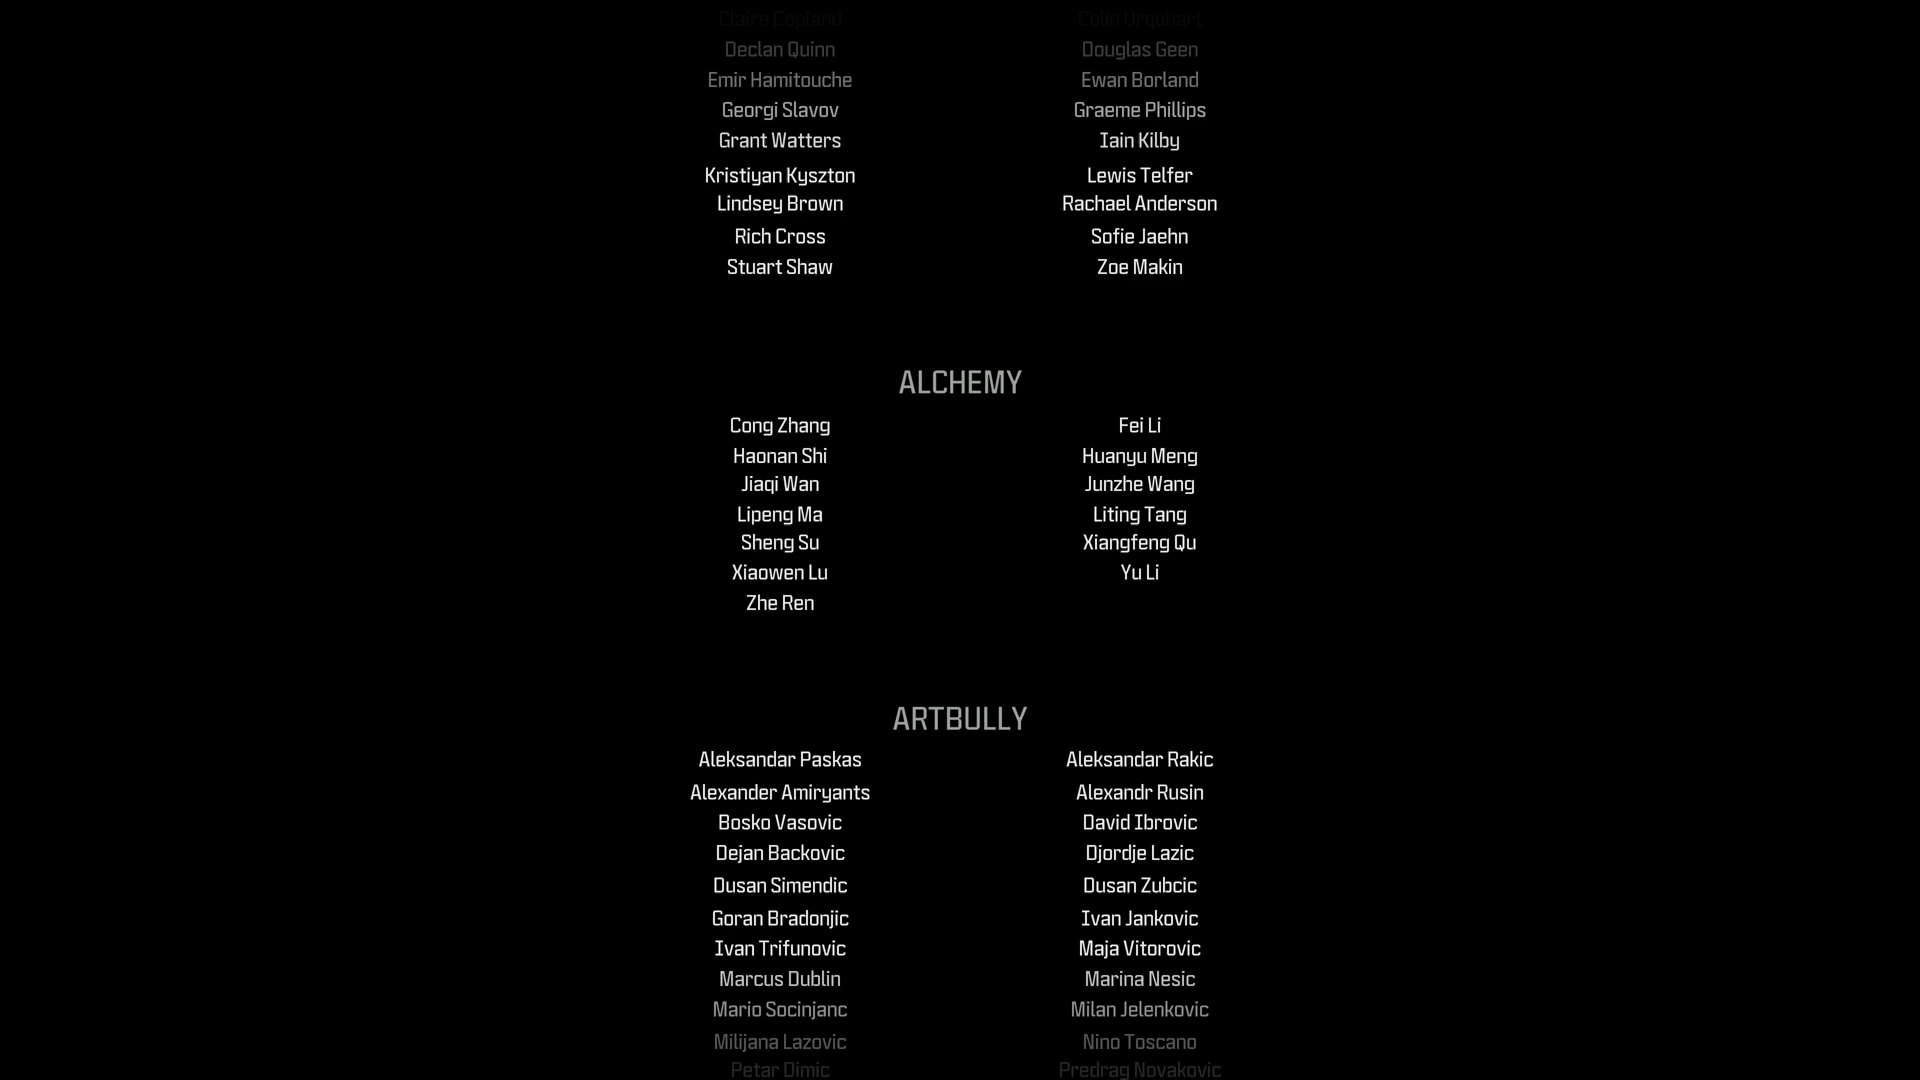 Claire Copland Colin Urquhart
Declan Quinn Douglas Geen
Emir Hamitouche Ewan Borland
Georgi Slavov Graeme Phillips
Grant Watters Iain Kilby
Kristiyan Kyszton Lewis Telfer
Lindsey Brown Rachael Anderson
Rich Cross Sofie Jaehn
Stuart Shaw Zoe Makin
ALCHEMY
Cong Zhang Fei Li
Haonan Shi Huanyu Meng
Jiaqi Wan Junzhe Wang
Lipeng Ma Liting Tang
Sheng Su Xiangfeng Qu
Xiaowen Lu Yu Li
Zhe Ren
ARTBULLY
Aleksandar Paskas Aleksandar Rakic
Alexander Amiryants Alexandr Rusin
Bosko Vasovic David Ibrovic
Dejan Backovic Djordje Lazic
Dusan Simendic Dusan Zubcic
Goran Bradonjic Ivan Jankovic
Ivan Trifunovic Maja Vitorovic
Marcus Dublin Marina Nesic
Mario Socinjanc Milan Jelenkovic
Milijana Lazovic Nino Toscano
Petar Dimic Predrag Novakovic